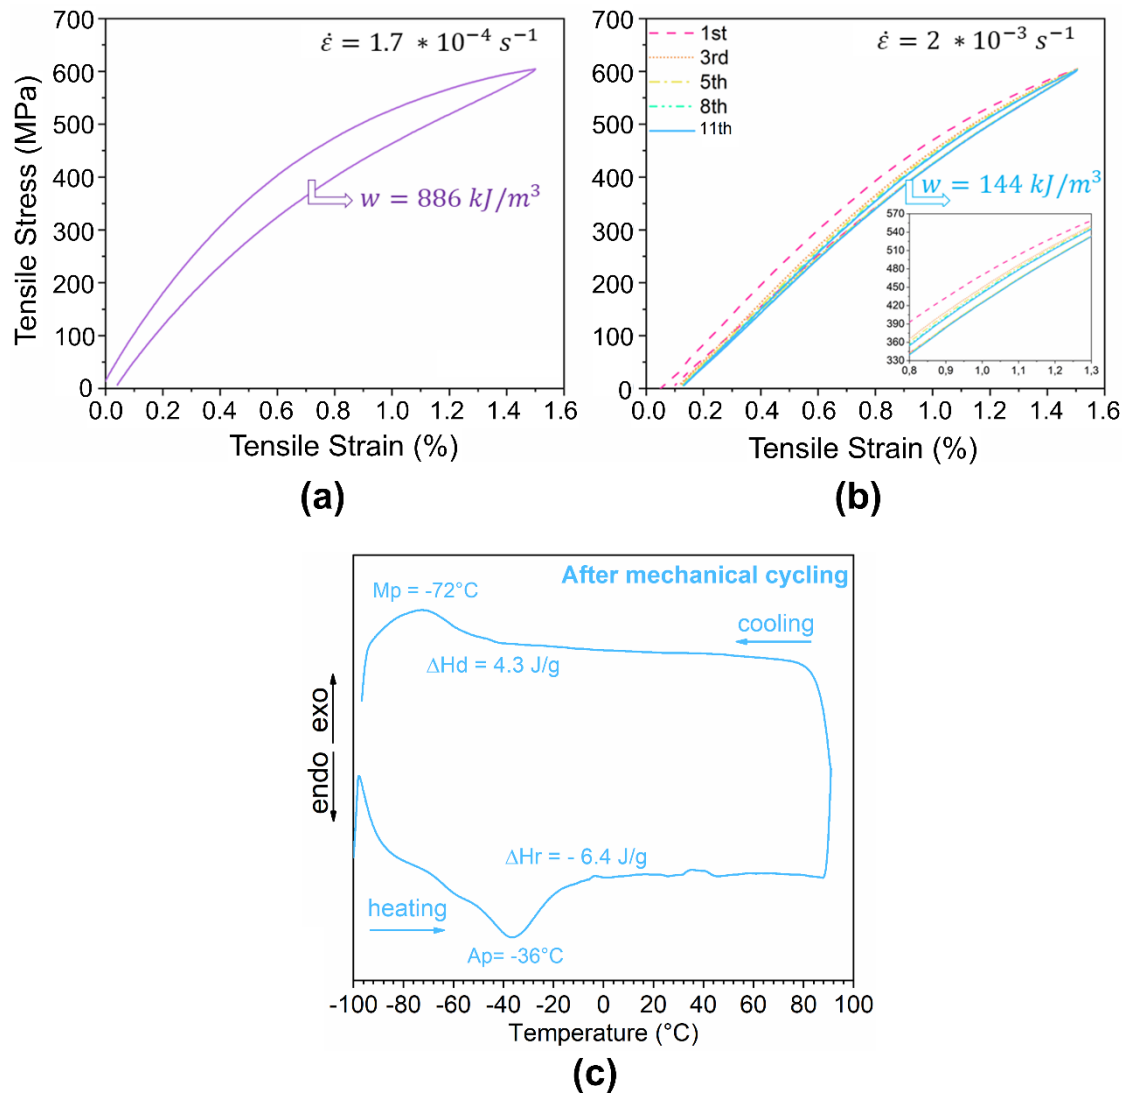 700
600
500
400
300
200
100
0
Tensile Stress (MPa)
ε̇ = 1.7 * 10⁻⁴ s⁻¹
w = 886 kJ/m³
0.0 0.2 0.4 0.6 0.8 1.0 1.2 1.4 1.6
Tensile Strain (%)
(a)
700
600
500
400
300
200
100
0
1st
3rd
5th
8th
11th
ε̇ = 2 * 10⁻³ s⁻¹
w = 144 kJ/m³
570
540
510
480
450
420
390
360
330
0,8 0,9 1,0 1,1 1,2 1,3
0.0 0.2 0.4 0.6 0.8 1.0 1.2 1.4 1.6
Tensile Strain (%)
(b)
After mechanical cycling
Mp = -72°C
cooling
ΔHd = 4.3 J/g
exo
endo
ΔHr = - 6.4 J/g
heating
Ap= -36°C
-100 -80 -60 -40 -20 0 20 40 60 80 100
Temperature (°C)
(c)